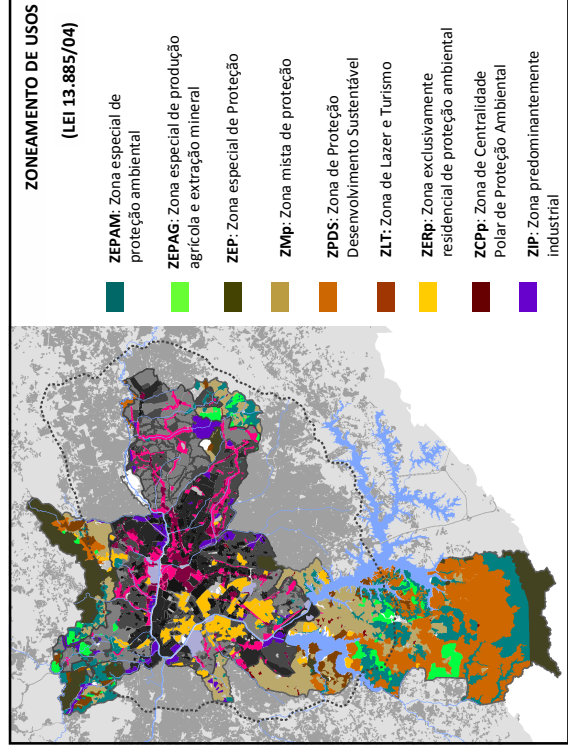 ZONEAMENTO DE USOS
(LEI 13.885/04)
ZEPAM: Zona especial de
proteção ambiental
ZEPAG: Zona especial de produção
agrícola e extração mineral
ZEP: Zona especial de Proteção
ZMp: Zona mista de proteção
ZPDS: Zona de Proteção
Desenvolvimento Sustentável
ZLT: Zona de Lazer e Turismo
ZERp: Zona exclusivamente
residencial de proteção ambiental
ZCPp: Zona de Centralidade
Polar de Proteção Ambiental
ZIP: Zona predominantemente
industrial